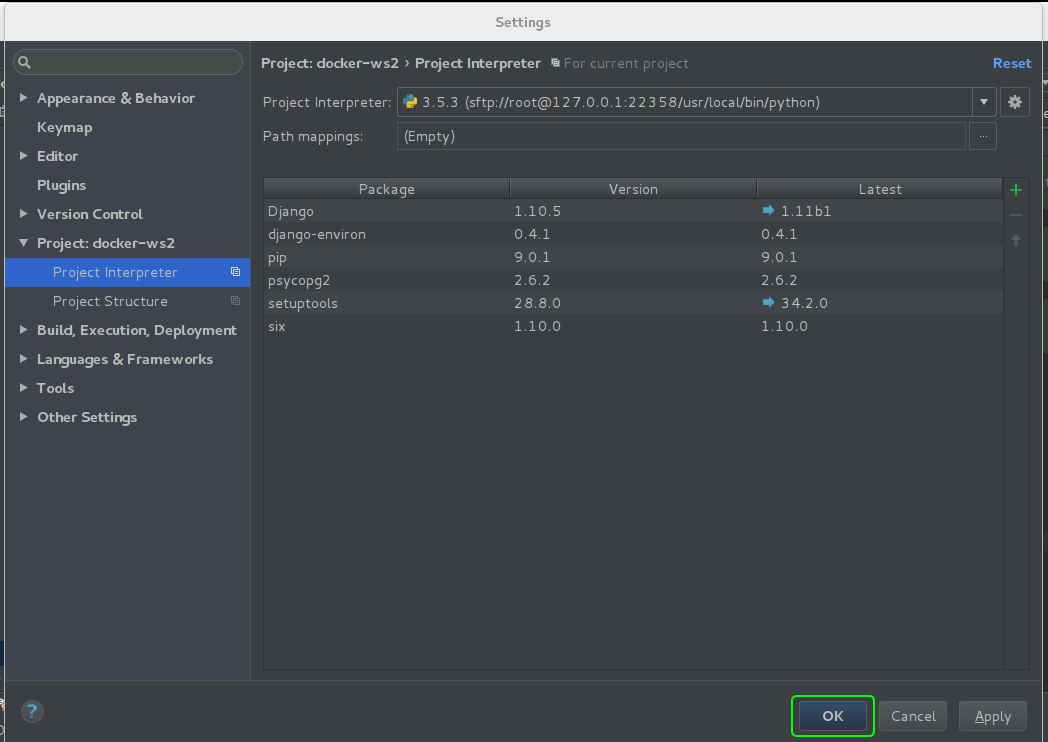 Settings
Project: docker-ws2 › Project Interpreter For current project Reset
Appearance & Behavior
Keymap
Editor
Plugins
Version Control
Project: docker-ws2
Project Interpreter
Project Structure
Build, Execution, Deployment
Languages & Frameworks
Tools
Other Settings
Project Interpreter: 3.5.3 (sftp://root@127.0.0.1:22358/usr/local/bin/python)
Path mappings: (Empty) ...
Package Version Latest
Django 1.10.5 1.11b1
django-environ 0.4.1 0.4.1
pip 9.0.1 9.0.1
psycopg2 2.6.2 2.6.2
setuptools 28.8.0 34.2.0
six 1.10.0 1.10.0
? OK Cancel Apply